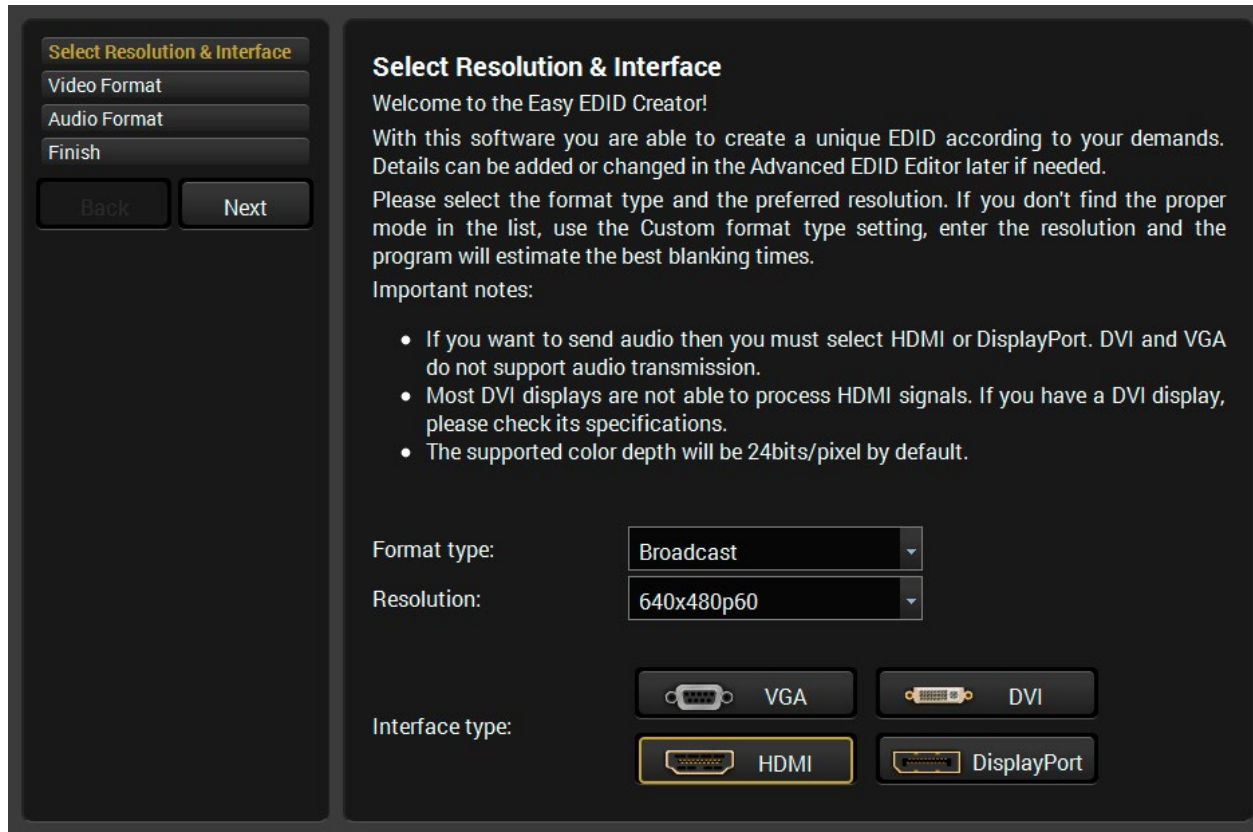 Select Resolution & Interface
Video Format
Audio Format
Finish
Back
Next
Select Resolution & Interface
Welcome to the Easy EDID Creator!
With this software you are able to create a unique EDID according to your demands.
Details can be added or changed in the Advanced EDID Editor later if needed.
Please select the format type and the preferred resolution. If you don't find the proper
mode in the list, use the Custom format type setting, enter the resolution and the
program will estimate the best blanking times.
Important notes:
● If you want to send audio then you must select HDMI or DisplayPort. DVI and VGA
do not support audio transmission.
● Most DVI displays are not able to process HDMI signals. If you have a DVI display,
please check its specifications.
● The supported color depth will be 24bits/pixel by default.
Format type:
Broadcast
Resolution:
640x480p60
Interface type:
VGA
DVI
HDMI
DisplayPort